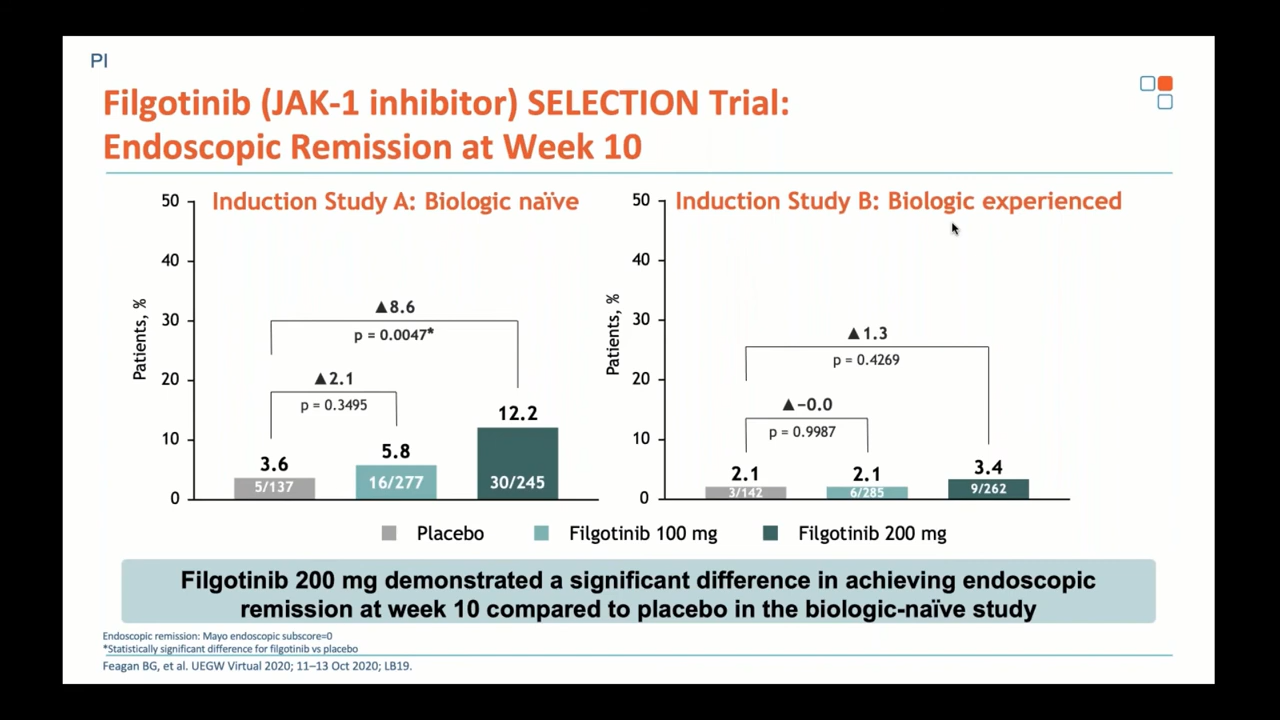 PI
Filgotinib (JAK-1 inhibitor) SELECTION Trial:
Endoscopic Remission at Week 10
Induction Study A: Biologic naïve
Patients, %
50
40
30
20
10
0
▲8.6
p = 0.0047*
▲2.1
p = 0.3495
3.6
5/137
5.8
16/277
12.2
30/245
Induction Study B: Biologic experienced
Patients, %
50
40
30
20
10
0
▲1.3
p = 0.4269
▲−0.0
p = 0.9987
2.1
3/142
2.1
6/285
3.4
9/262
Placebo
Filgotinib 100 mg
Filgotinib 200 mg
Filgotinib 200 mg demonstrated a significant difference in achieving endoscopic
remission at week 10 compared to placebo in the biologic-naïve study
Endoscopic remission: Mayo endoscopic subscore=0
*Statistically significant difference for filgotinib vs placebo
Feagan BG, et al. UEGW Virtual 2020; 11–13 Oct 2020; LB19.